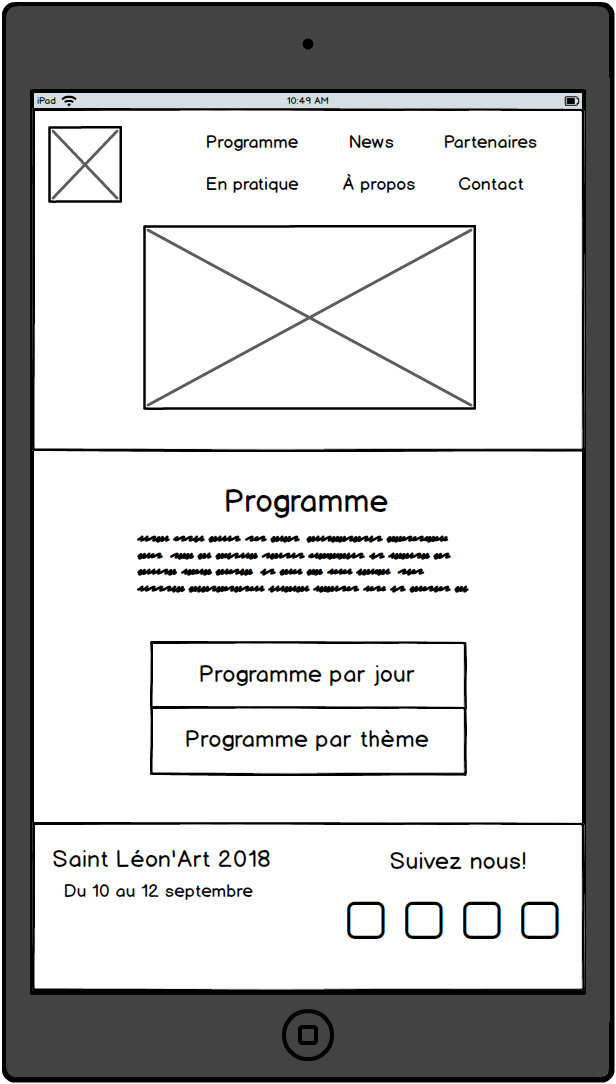 iPad
10:49 AM
Programme News Partenaires
En pratique À propos Contact
Programme
Programme par jour
Programme par thème
Saint Léon'Art 2018
Du 10 au 12 septembre
Suivez nous!